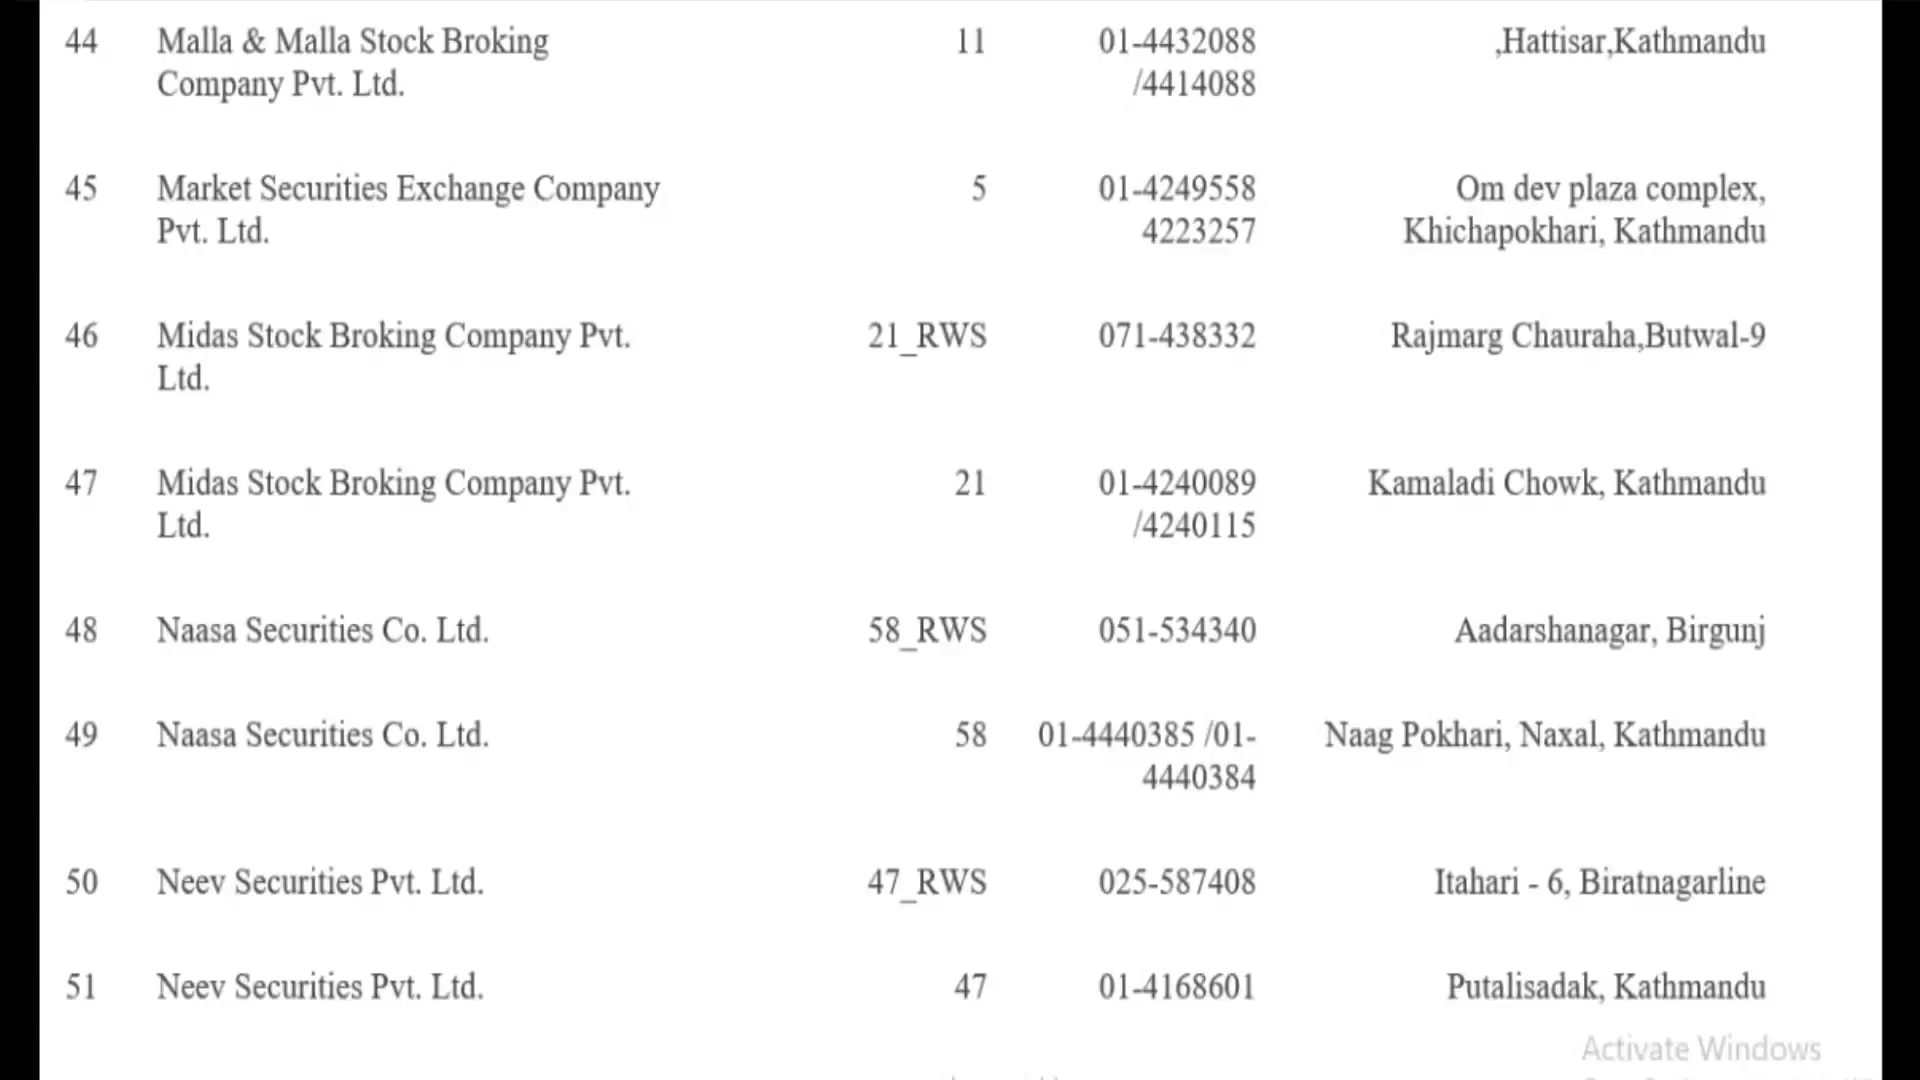 44 Malla & Malla Stock Broking 11 01-4432088 ,Hattisar,Kathmandu
Company Pvt. Ltd. /4414088
45 Market Securities Exchange Company 5 01-4249558 Om dev plaza complex,
Pvt. Ltd. 4223257 Khichapokhari, Kathmandu
46 Midas Stock Broking Company Pvt. 21_RWS 071-438332 Rajmarg Chauraha,Butwal-9
Ltd.
47 Midas Stock Broking Company Pvt. 21 01-4240089 Kamaladi Chowk, Kathmandu
Ltd. /4240115
48 Naasa Securities Co. Ltd. 58_RWS 051-534340 Aadarshanagar, Birgunj
49 Naasa Securities Co. Ltd. 58 01-4440385 /01- Naag Pokhari, Naxal, Kathmandu
4440384
50 Neev Securities Pvt. Ltd. 47_RWS 025-587408 Itahari - 6, Biratnagarline
51 Neev Securities Pvt. Ltd. 47 01-4168601 Putalisadak, Kathmandu
Activate Windows